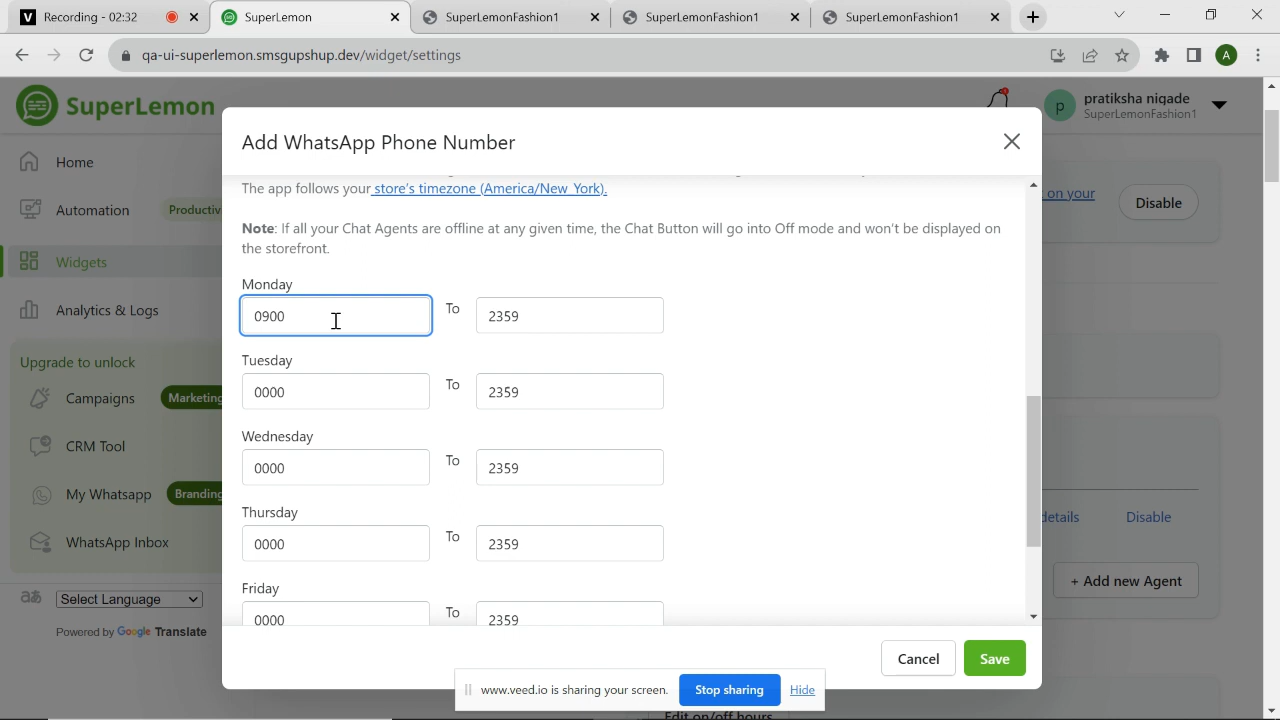 Recording - 02:32
SuperLemon
SuperLemonFashion1
SuperLemonFashion1
SuperLemonFashion1
qa-ui-superlemon.smsgupshup.dev/widget/settings
A
SuperLemon
pratiksha nigade
SuperLemonFashion1
Home
Automation
Productiv
Widgets
Analytics & Logs
Upgrade to unlock
Campaigns
Marketing
CRM Tool
My Whatsapp
Branding
WhatsApp Inbox
Select Language
Powered by Google Translate
Add WhatsApp Phone Number
The app follows your store's timezone (America/New_York).
Note: If all your Chat Agents are offline at any given time, the Chat Button will go into Off mode and won't be displayed on
the storefront.
Monday
0900 To 2359
Tuesday
0000 To 2359
Wednesday
0000 To 2359
Thursday
0000 To 2359
Friday
0000 To 2359
Cancel
Save
on your
Disable
details
Disable
+ Add new Agent
www.veed.io is sharing your screen.
Stop sharing
Hide
Edit on/off hours